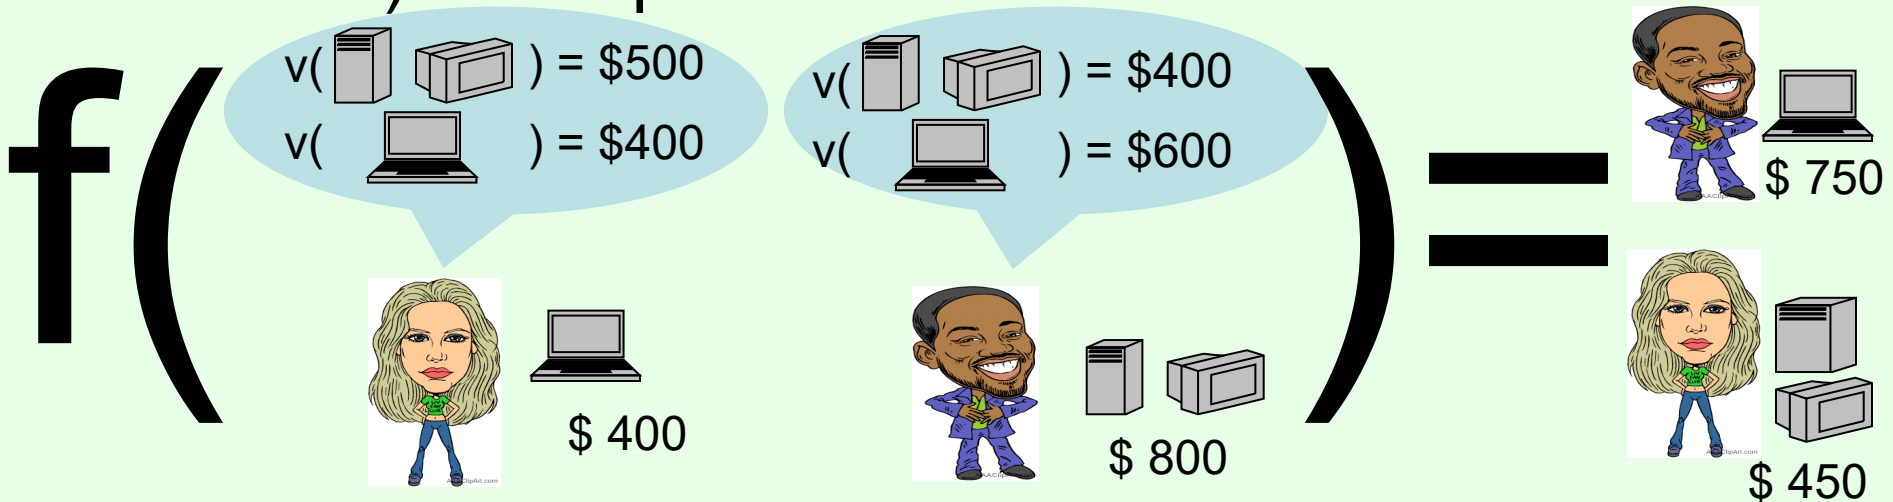 f(
v( ) = $500
v( ) = $400
$ 400
v( ) = $400
v( ) = $600
$ 800
)
=
$ 750
$ 450